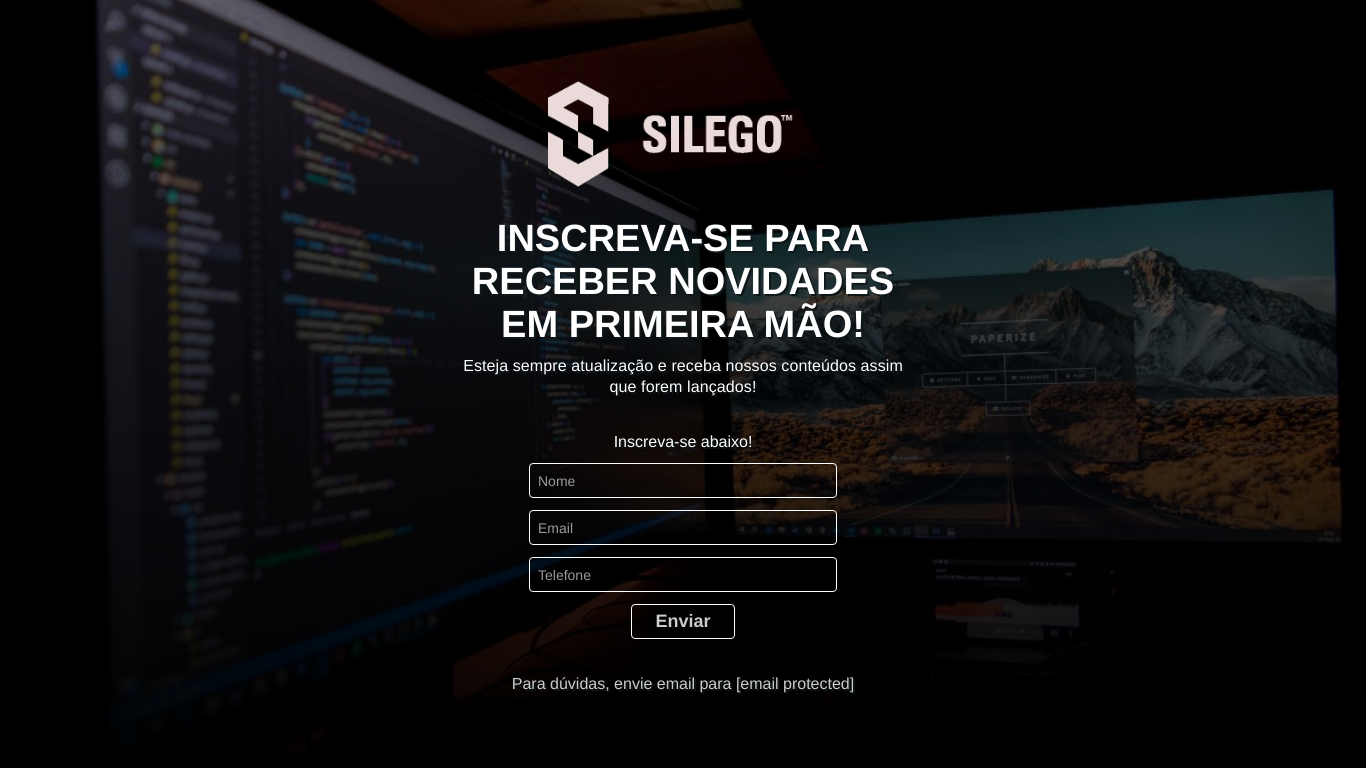 SILEGO™
INSCREVA-SE PARA
RECEBER NOVIDADES
EM PRIMEIRA MÃO!
Esteja sempre atualização e receba nossos conteúdos assim
que forem lançados!
PAPERIZE
Inscreva-se abaixo!
Nome
Email
Telefone
Enviar
Para dúvidas, envie email para [email protected]